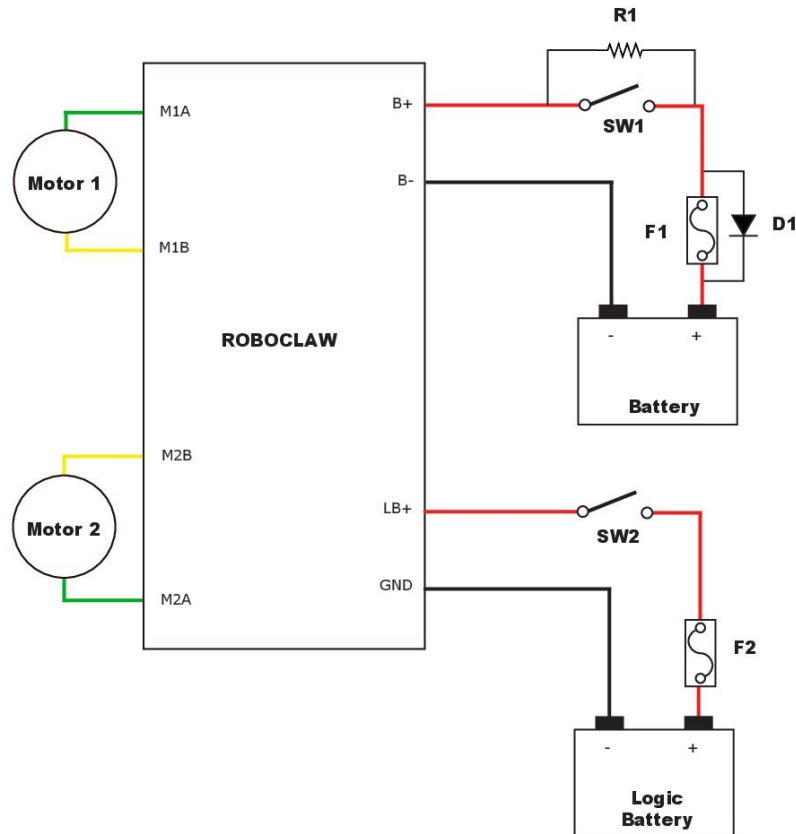 R1
M1A
B+
SW1
Motor 1
B-
F1
D1
M1B
ROBOCLAW
- +
Battery
M2B
LB+
SW2
Motor 2
GND
M2A
F2
- +
Logic
Battery